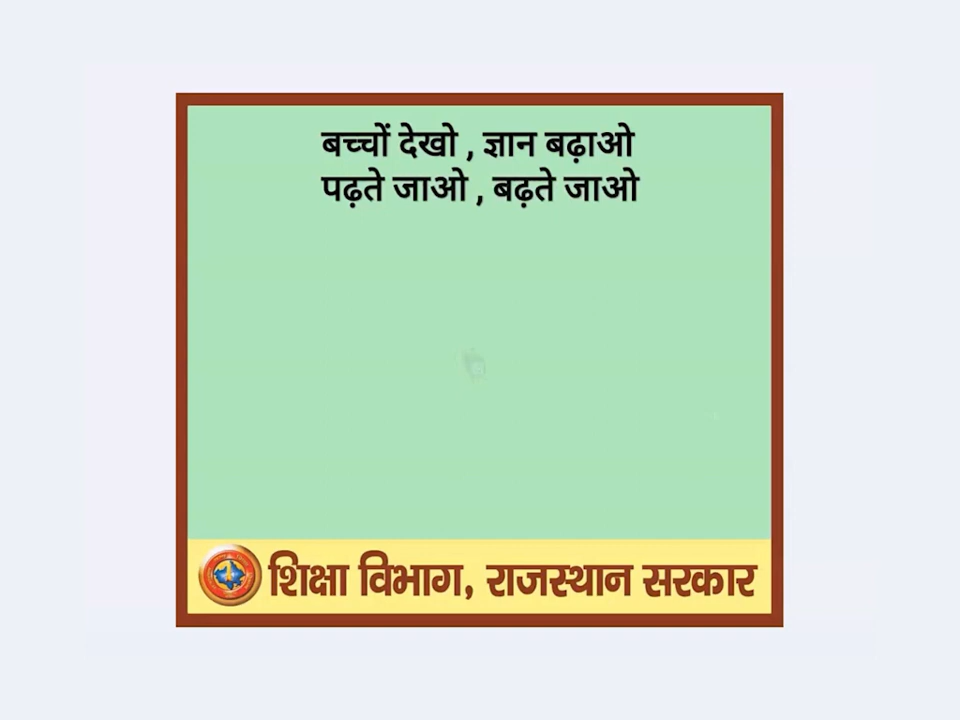 बच्चों देखो , ज्ञान बढ़ाओ
पढ़ते जाओ , बढ़ते जाओ
शिक्षा विभाग, राजस्थान सरकार